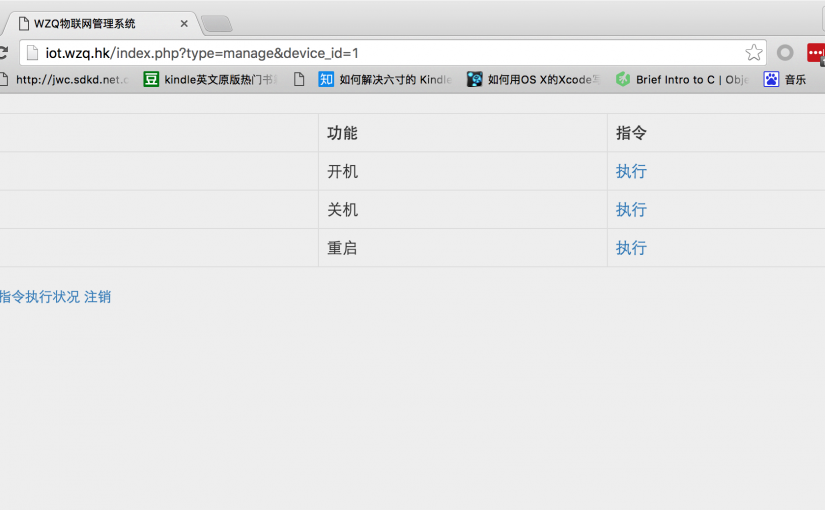 WZQ物联网管理系统
iot.wzq.hk/index.php?type=manage&device_id=1
http://jwc.sdkd.net.c kindle英文原版热门书 知 如何解决六寸的 Kindle 如何用OS X的Xcode写 Brief Intro to C | Obje 音乐
功能 指令
开机 执行
关机 执行
重启 执行
指令执行状况 注销